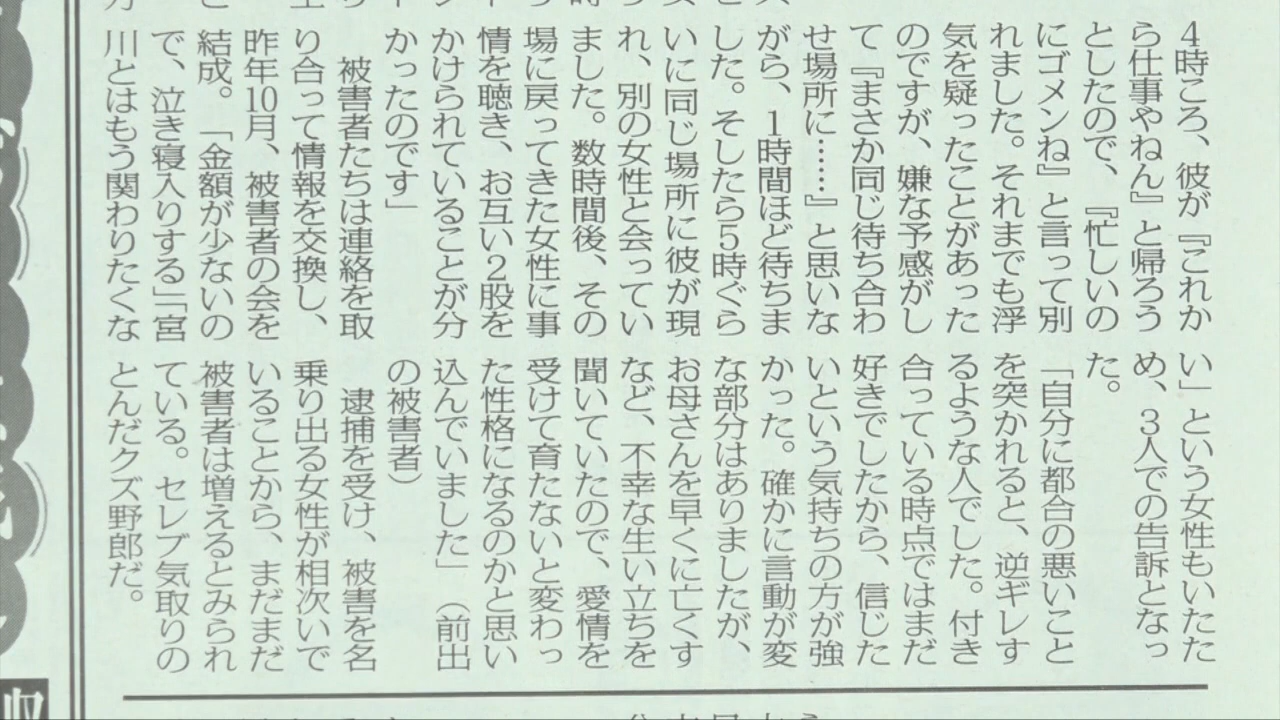 4時ころ、彼が『これか
ら仕事やねん』と帰ろう
としたので、『忙しいの
にゴメンね』と言って別
れました。それまでも浮
気を疑ったことがあった
のですが、嫌な予感がし
て『まさか同じ待ち合わ
せ場所に……』と思いな
がら、1時間ほど待ちま
した。そしたら5時ぐら
いに同じ場所に彼が現
れ、別の女性と会ってい
ました。数時間後、その
場に戻ってきた女性に事
情を聴き、お互い2股を
かけられていることが分
かったのです」
被害者たちは連絡を取
り合って情報を交換し、
昨年10月、被害者の会を
結成。「金額が少ないの
で、泣き寝入りする」「宮
川とはもう関わりたくな
い」という女性もいたた
め、3人での告訴となっ
た。
「自分に都合の悪いこと
を突かれると、逆ギレす
るような人でした。付き
合っている時点ではまだ
好きでしたから、信じた
いという気持ちの方が強
かった。確かに言動が変
な部分はありましたが、
お母さんを早くに亡くす
など、不幸な生い立ちを
聞いていたので、愛情を
受けて育たないと変わっ
た性格になるのかと思い
込んでいました」（前出
の被害者）
逮捕を受け、被害を名
乗り出る女性が相次いで
いることから、まだまだ
被害者は増えるとみられ
ている。セレブ気取りの
とんだクズ野郎だ。